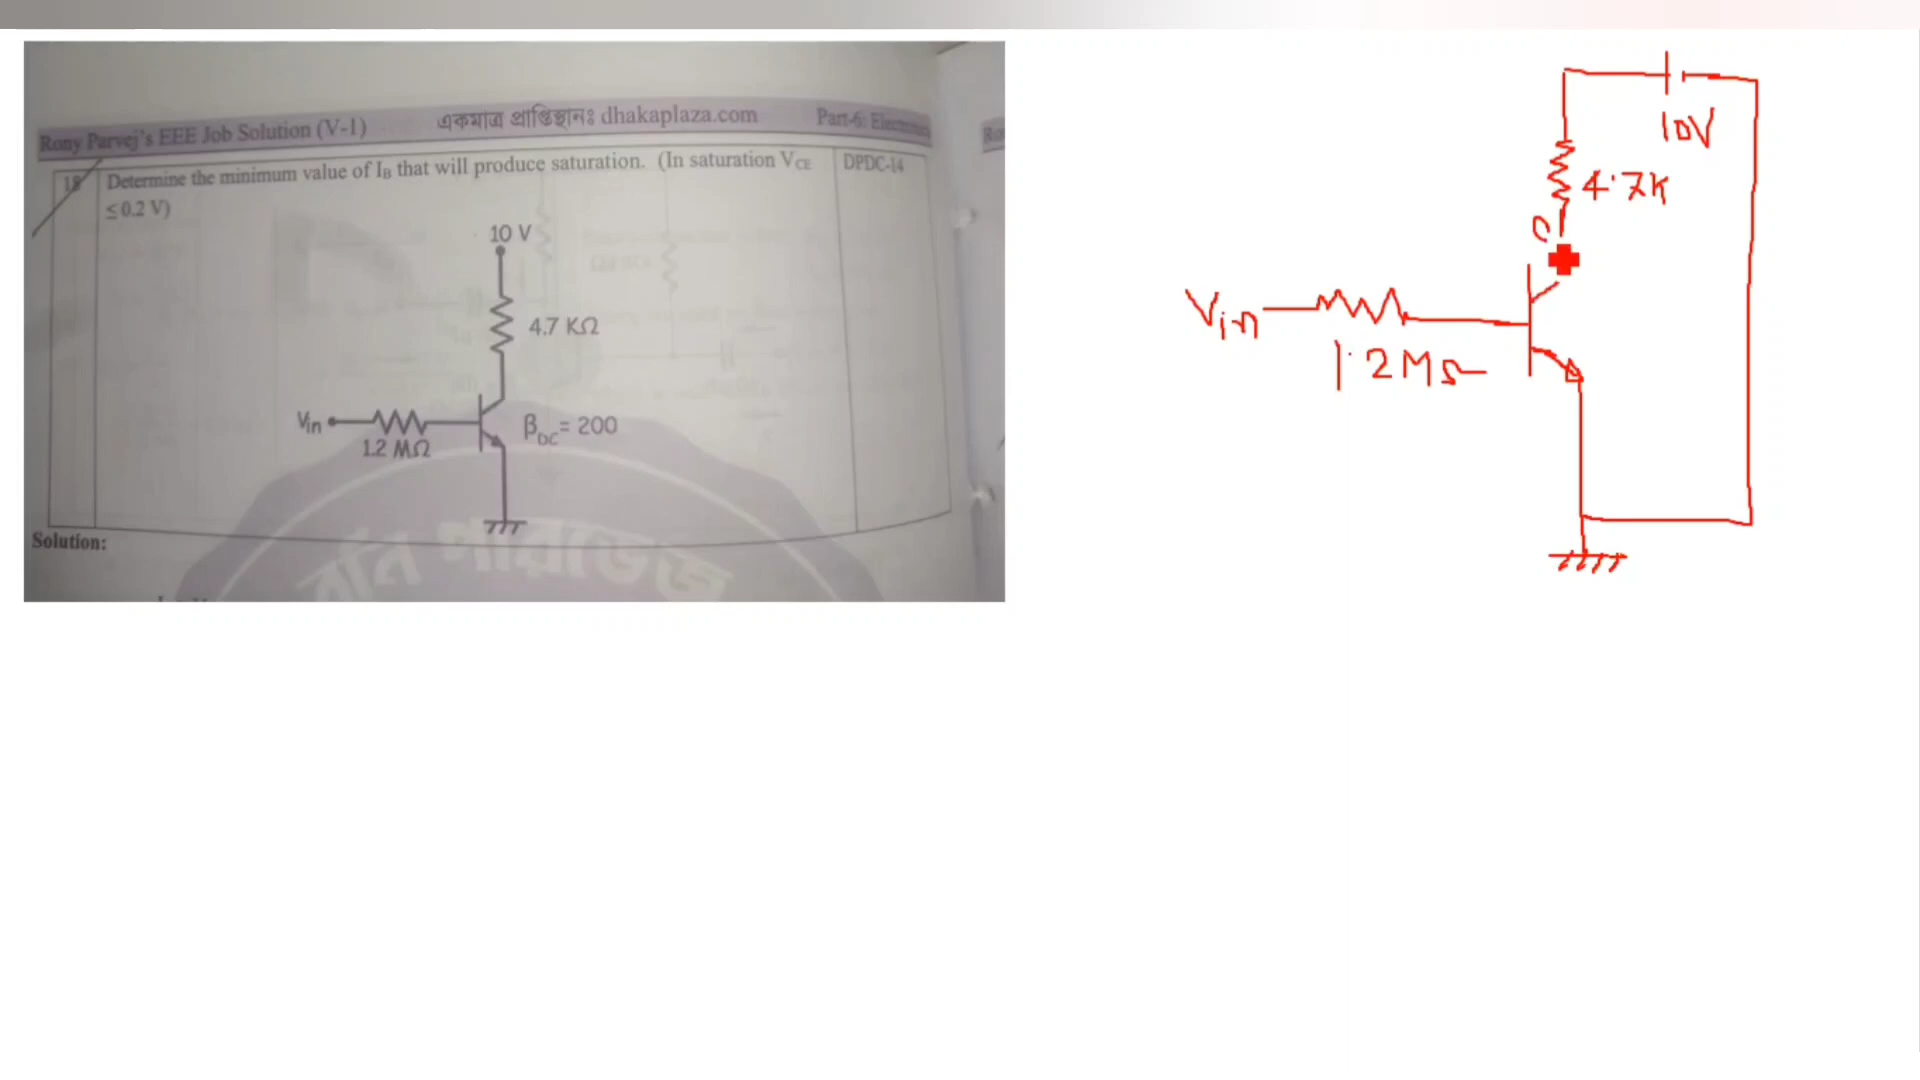 Rony Parvej's EEE Job Solution (V-1) একমাত্র প্রাপ্তিস্থানঃ dhakaplaza.com Part-6: Electronics
18 Determine the minimum value of IB that will produce saturation. (In saturation VCE DPDC-14
≤ 0.2 V)
10 V
4.7 KΩ
Vin
1.2 MΩ
βDC = 200
Solution:
রনি পারভেজ
10V
4.7K
C
Vin
1.2MΩ